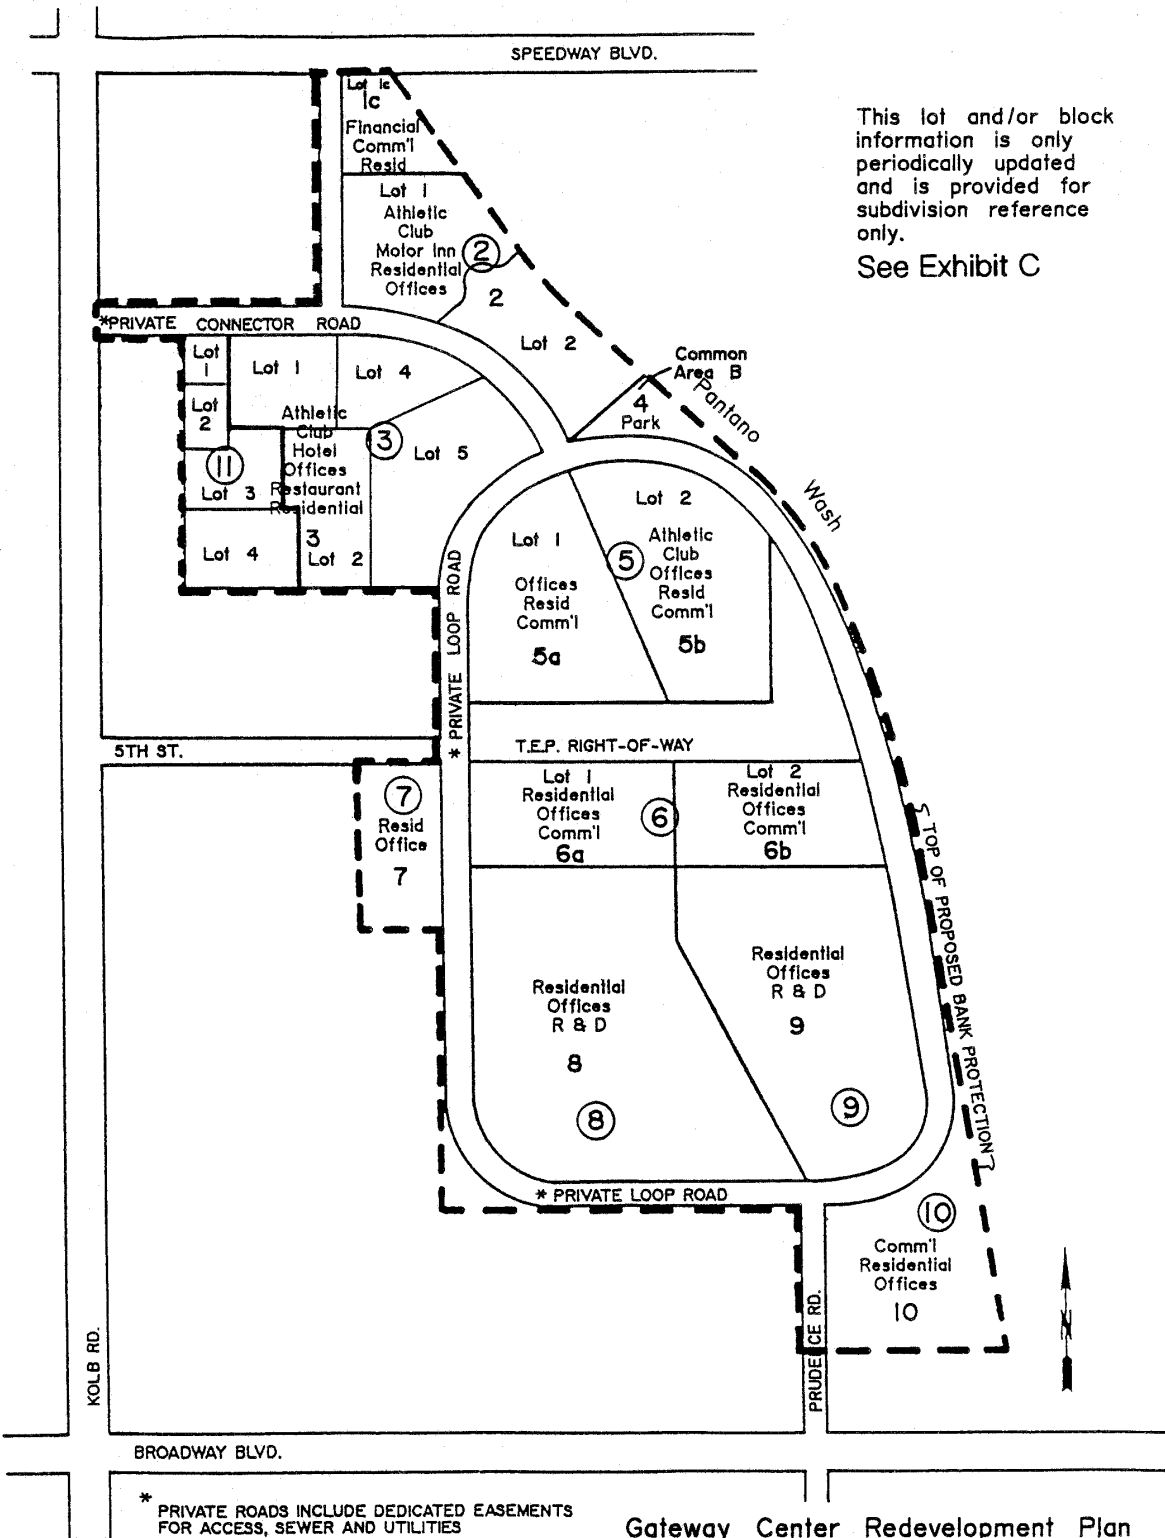 SPEEDWAY BLVD.
Lot 1c
1c
Financial
Comm'l
Resid
This lot and/or block
information is only
periodically updated
and is provided for
subdivision reference
only.
See Exhibit C
Lot 1
Athletic
Club
Motor Inn
Residential
Offices
2
2
Lot 2
*PRIVATE CONNECTOR ROAD
Common
Area B
4
Park
Pantano
Wash
Lot
1
Lot 1
Lot 4
Lot
2
Athletic
Club
Hotel
Offices
Restaurant
Residential
3
Lot 5
11
Lot 3
3
Lot 4
Lot 2
Lot 2
Lot 1
5
Athletic
Club
Offices
Resid
Comm'l
5b
Offices
Resid
Comm'l
5a
* PRIVATE LOOP ROAD
5TH ST.
T.E.P. RIGHT-OF-WAY
7
Resid
Office
7
Lot 1
Residential
Offices
Comm'l
6a
6
Lot 2
Residential
Offices
Comm'l
6b
TOP OF PROPOSED BANK PROTECTION
Residential
Offices
R & D
9
9
Residential
Offices
R & D
8
8
* PRIVATE LOOP ROAD
10
Comm'l
Residential
Offices
10
N
PRUDENCE RD.
KOLB RD.
BROADWAY BLVD.
*
PRIVATE ROADS INCLUDE DEDICATED EASEMENTS
FOR ACCESS, SEWER AND UTILITIES
Gateway Center Redevelopment Plan